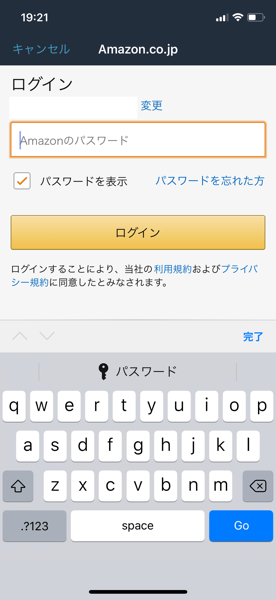 19:21
キャンセル Amazon.co.jp
ログイン
変更
Amazonのパスワード
パスワードを表示 パスワードを忘れた方
ログイン
ログインすることにより、当社の利用規約およびプライバ
シー規約に同意したとみなされます。
完了
パスワード
q w e r t y u i o p
a s d f g h j k l
z x c v b n m
.?123 space Go